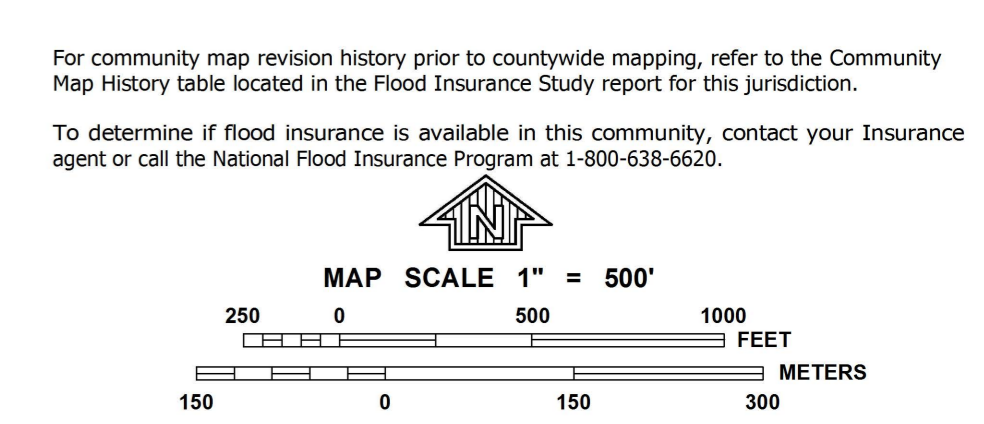 For community map revision history prior to countywide mapping, refer to the Community
Map History table located in the Flood Insurance Study report for this jurisdiction.
To determine if flood insurance is available in this community, contact your Insurance
agent or call the National Flood Insurance Program at 1-800-638-6620.
N
MAP SCALE 1" = 500'
250 0 500 1000
FEET
METERS
150 0 150 300